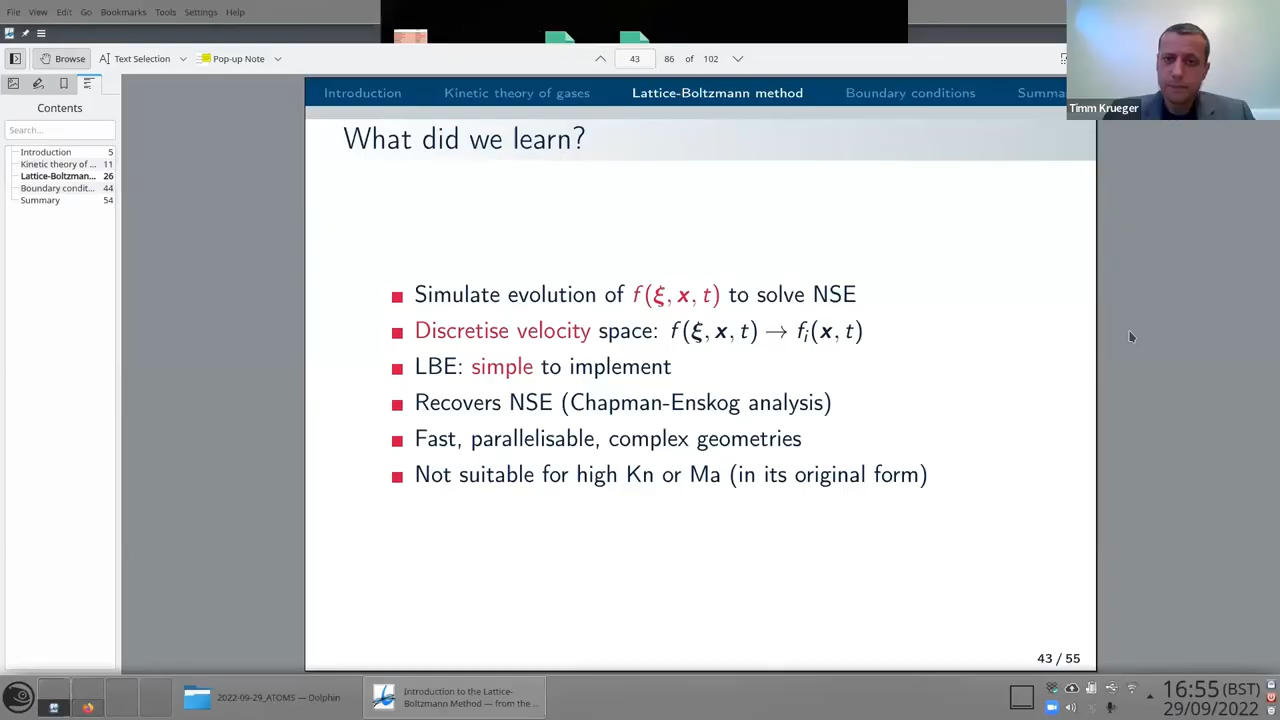 File View Edit Go Bookmarks Tools Settings Help
Browse Text Selection Pop-up Note 43 86 of 102
Timm Krueger
Contents
Search...
Introduction 5
Kinetic theory of ... 11
Lattice-Boltzman... 26
Boundary condit... 44
Summary 54
Introduction Kinetic theory of gases Lattice-Boltzmann method Boundary conditions Summa
What did we learn?
Simulate evolution of f(ξ, x, t) to solve NSE
Discretise velocity space: f(ξ, x, t) → fᵢ(x, t)
LBE: simple to implement
Recovers NSE (Chapman-Enskog analysis)
Fast, parallelisable, complex geometries
Not suitable for high Kn or Ma (in its original form)
43 / 55
2022-09-29_ATOMS — Dolphin
Introduction to the Lattice-
Boltzmann Method — from the ...
16:55 (BST)
29/09/2022